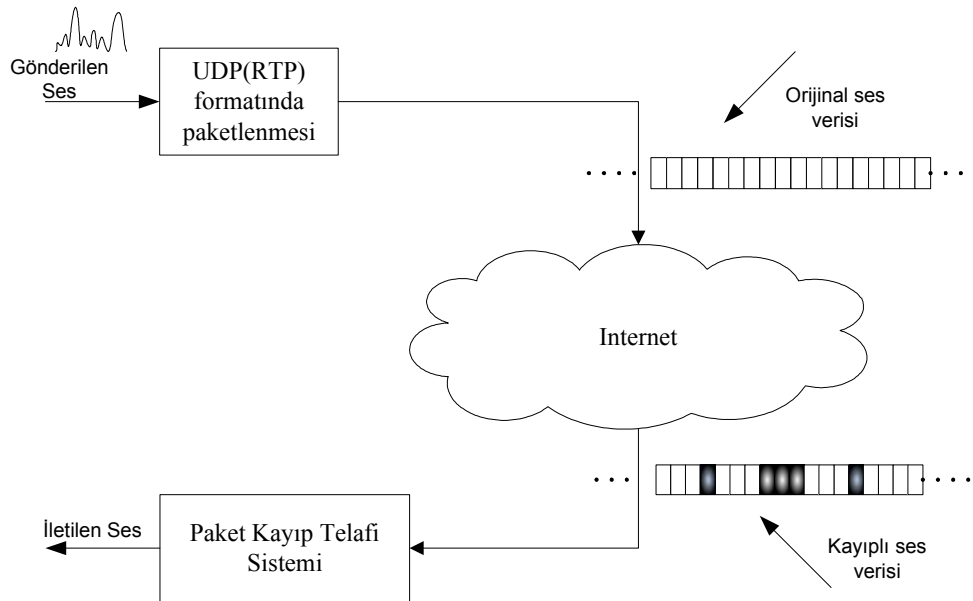 Gönderilen
Ses
UDP(RTP)
formatında
paketlenmesi
Orijinal ses
verisi
Internet
İletilen Ses
Paket Kayıp Telafi
Sistemi
Kayıplı ses
verisi